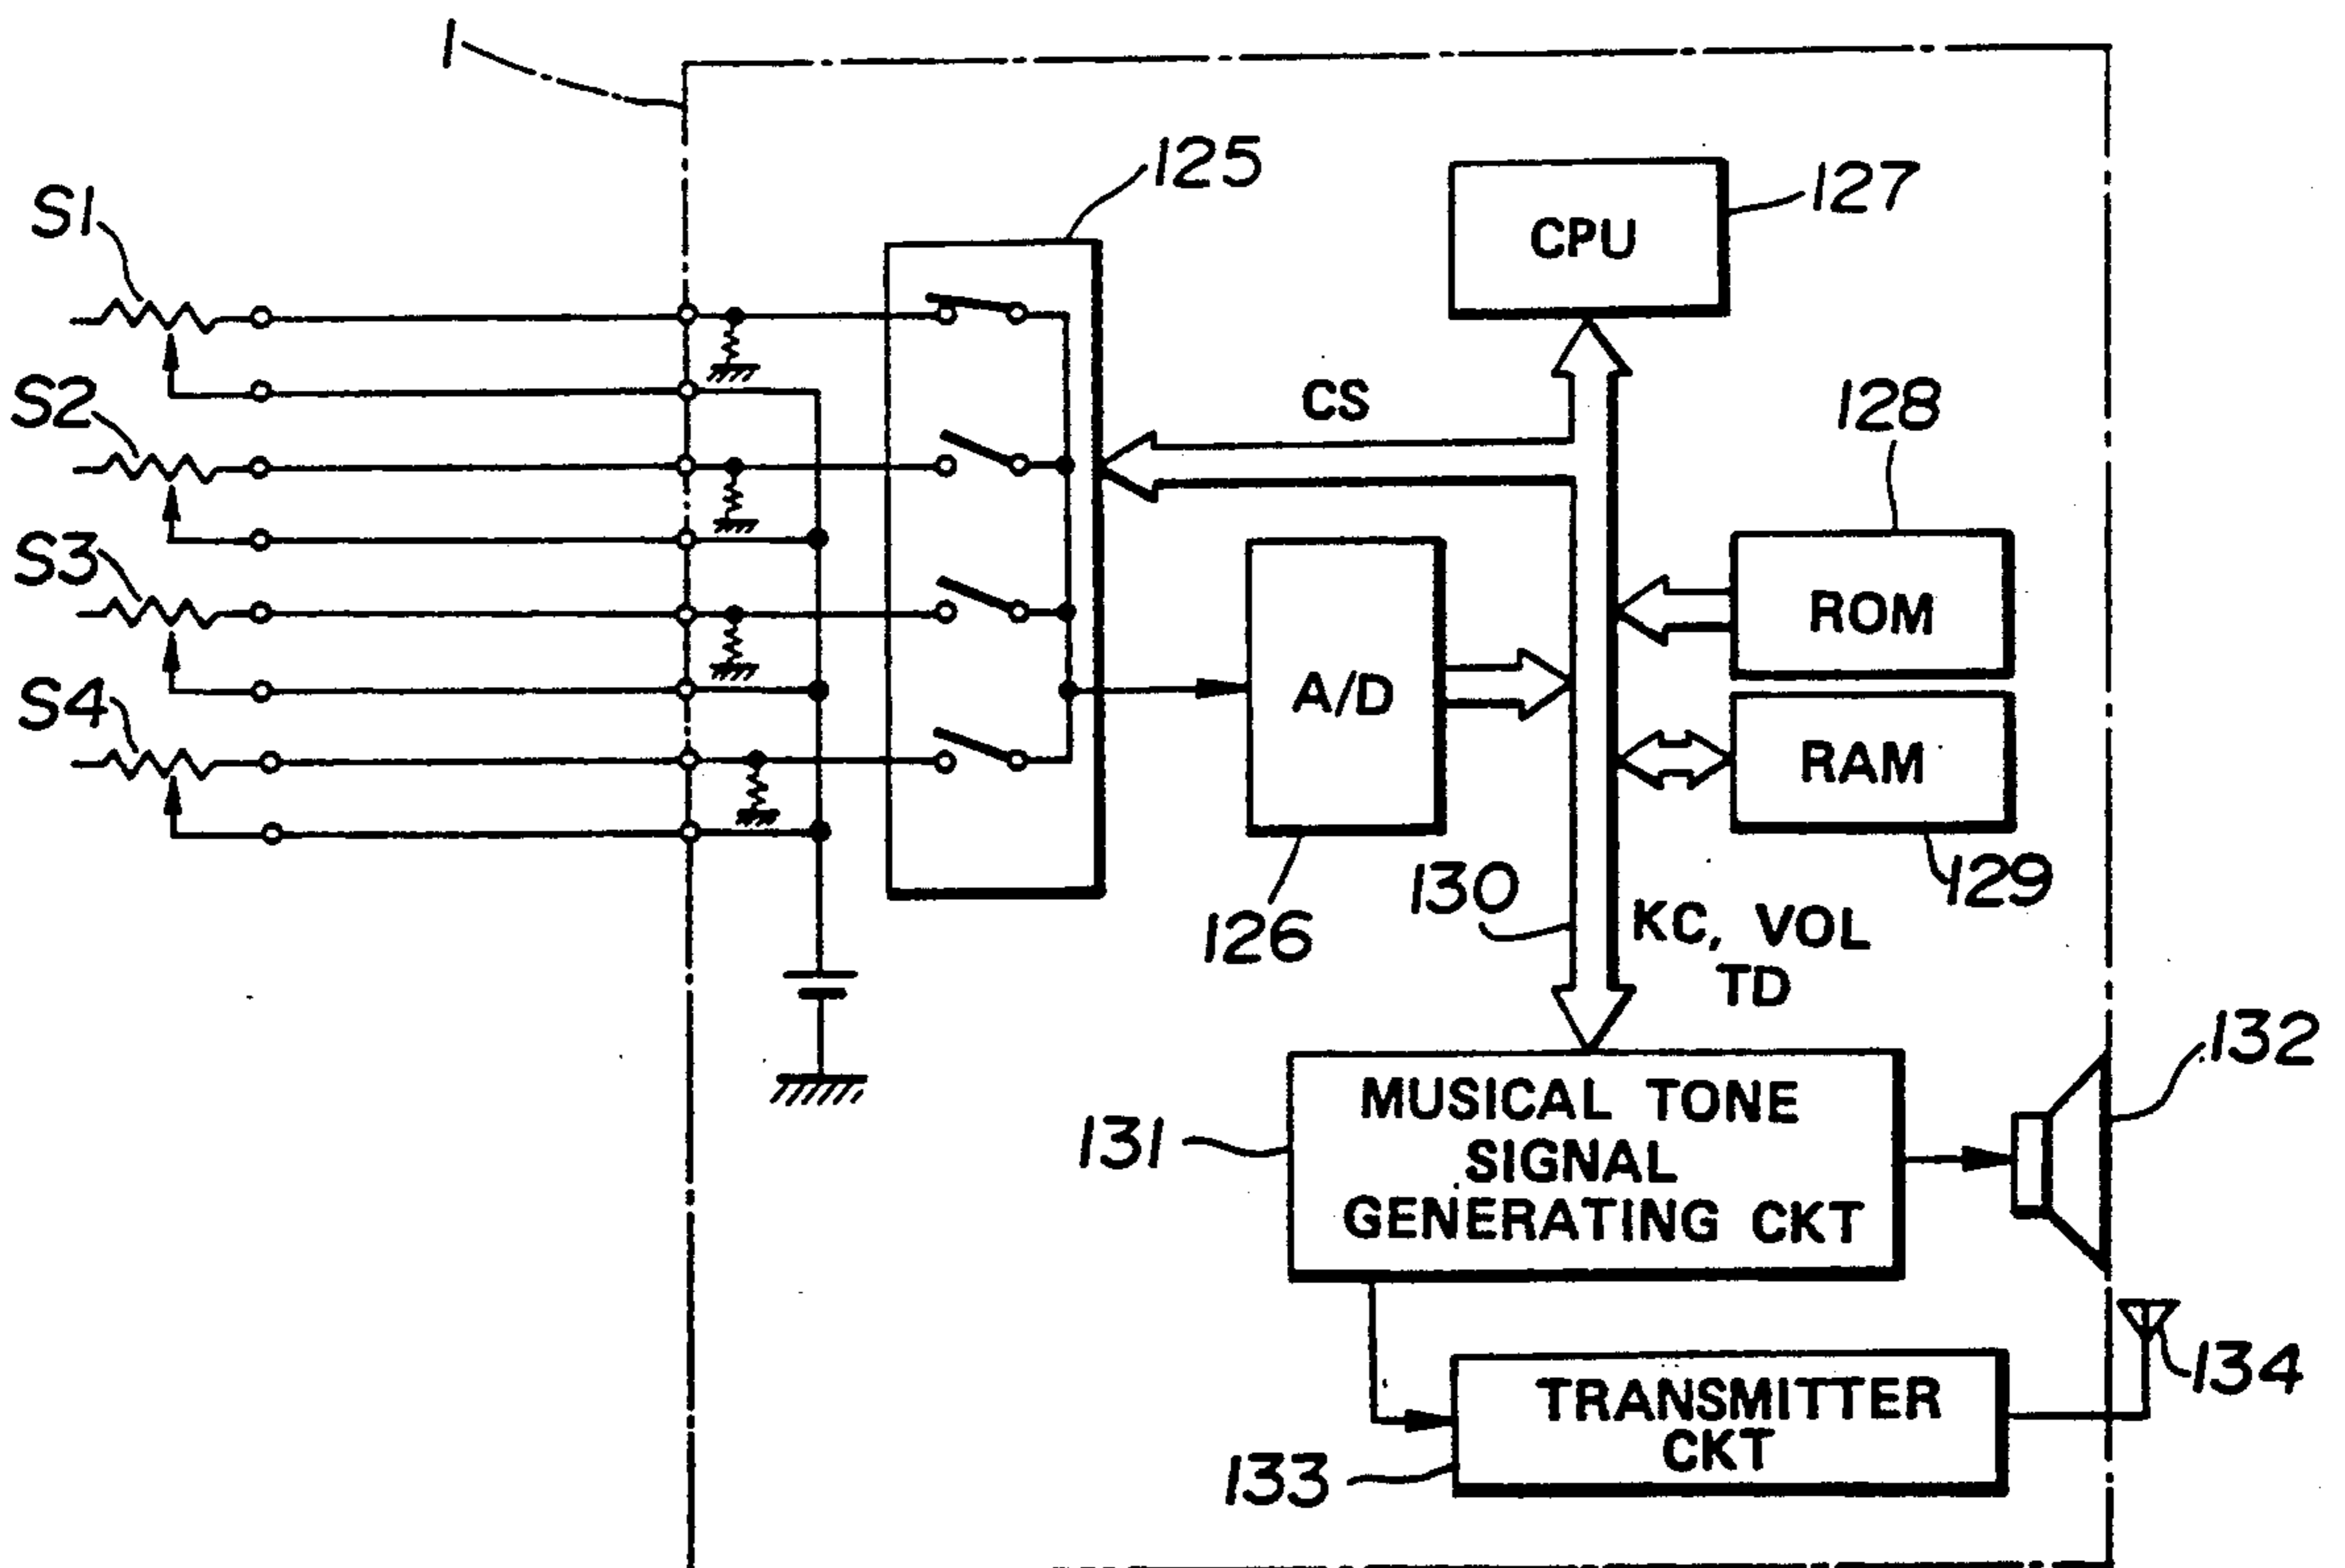 1
125
127
CPU
S1
S2
S3
S4
CS
128
ROM
A/D
RAM
129
130
126
KC, VOL
TD
132
131
MUSICAL TONE
SIGNAL
GENERATING CKT
134
TRANSMITTER
CKT
133